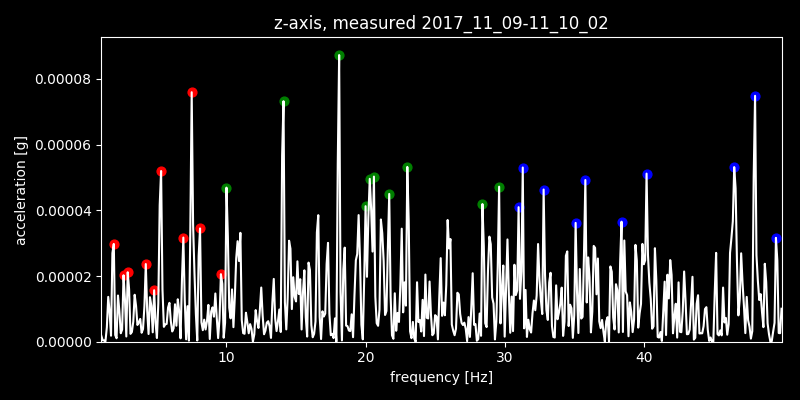 z-axis, measured 2017_11_09-11_10_02
0.00008
0.00006
0.00004
0.00002
0.00000
acceleration [g]
10 20 30 40
frequency [Hz]